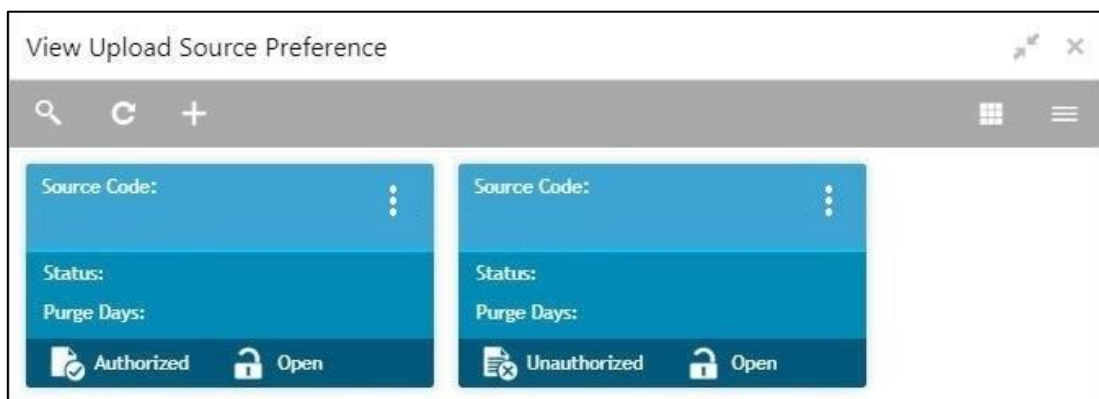 View Upload Source Preference
Source Code:
Status:
Purge Days:
Authorized Open
Source Code:
Status:
Purge Days:
Unauthorized Open